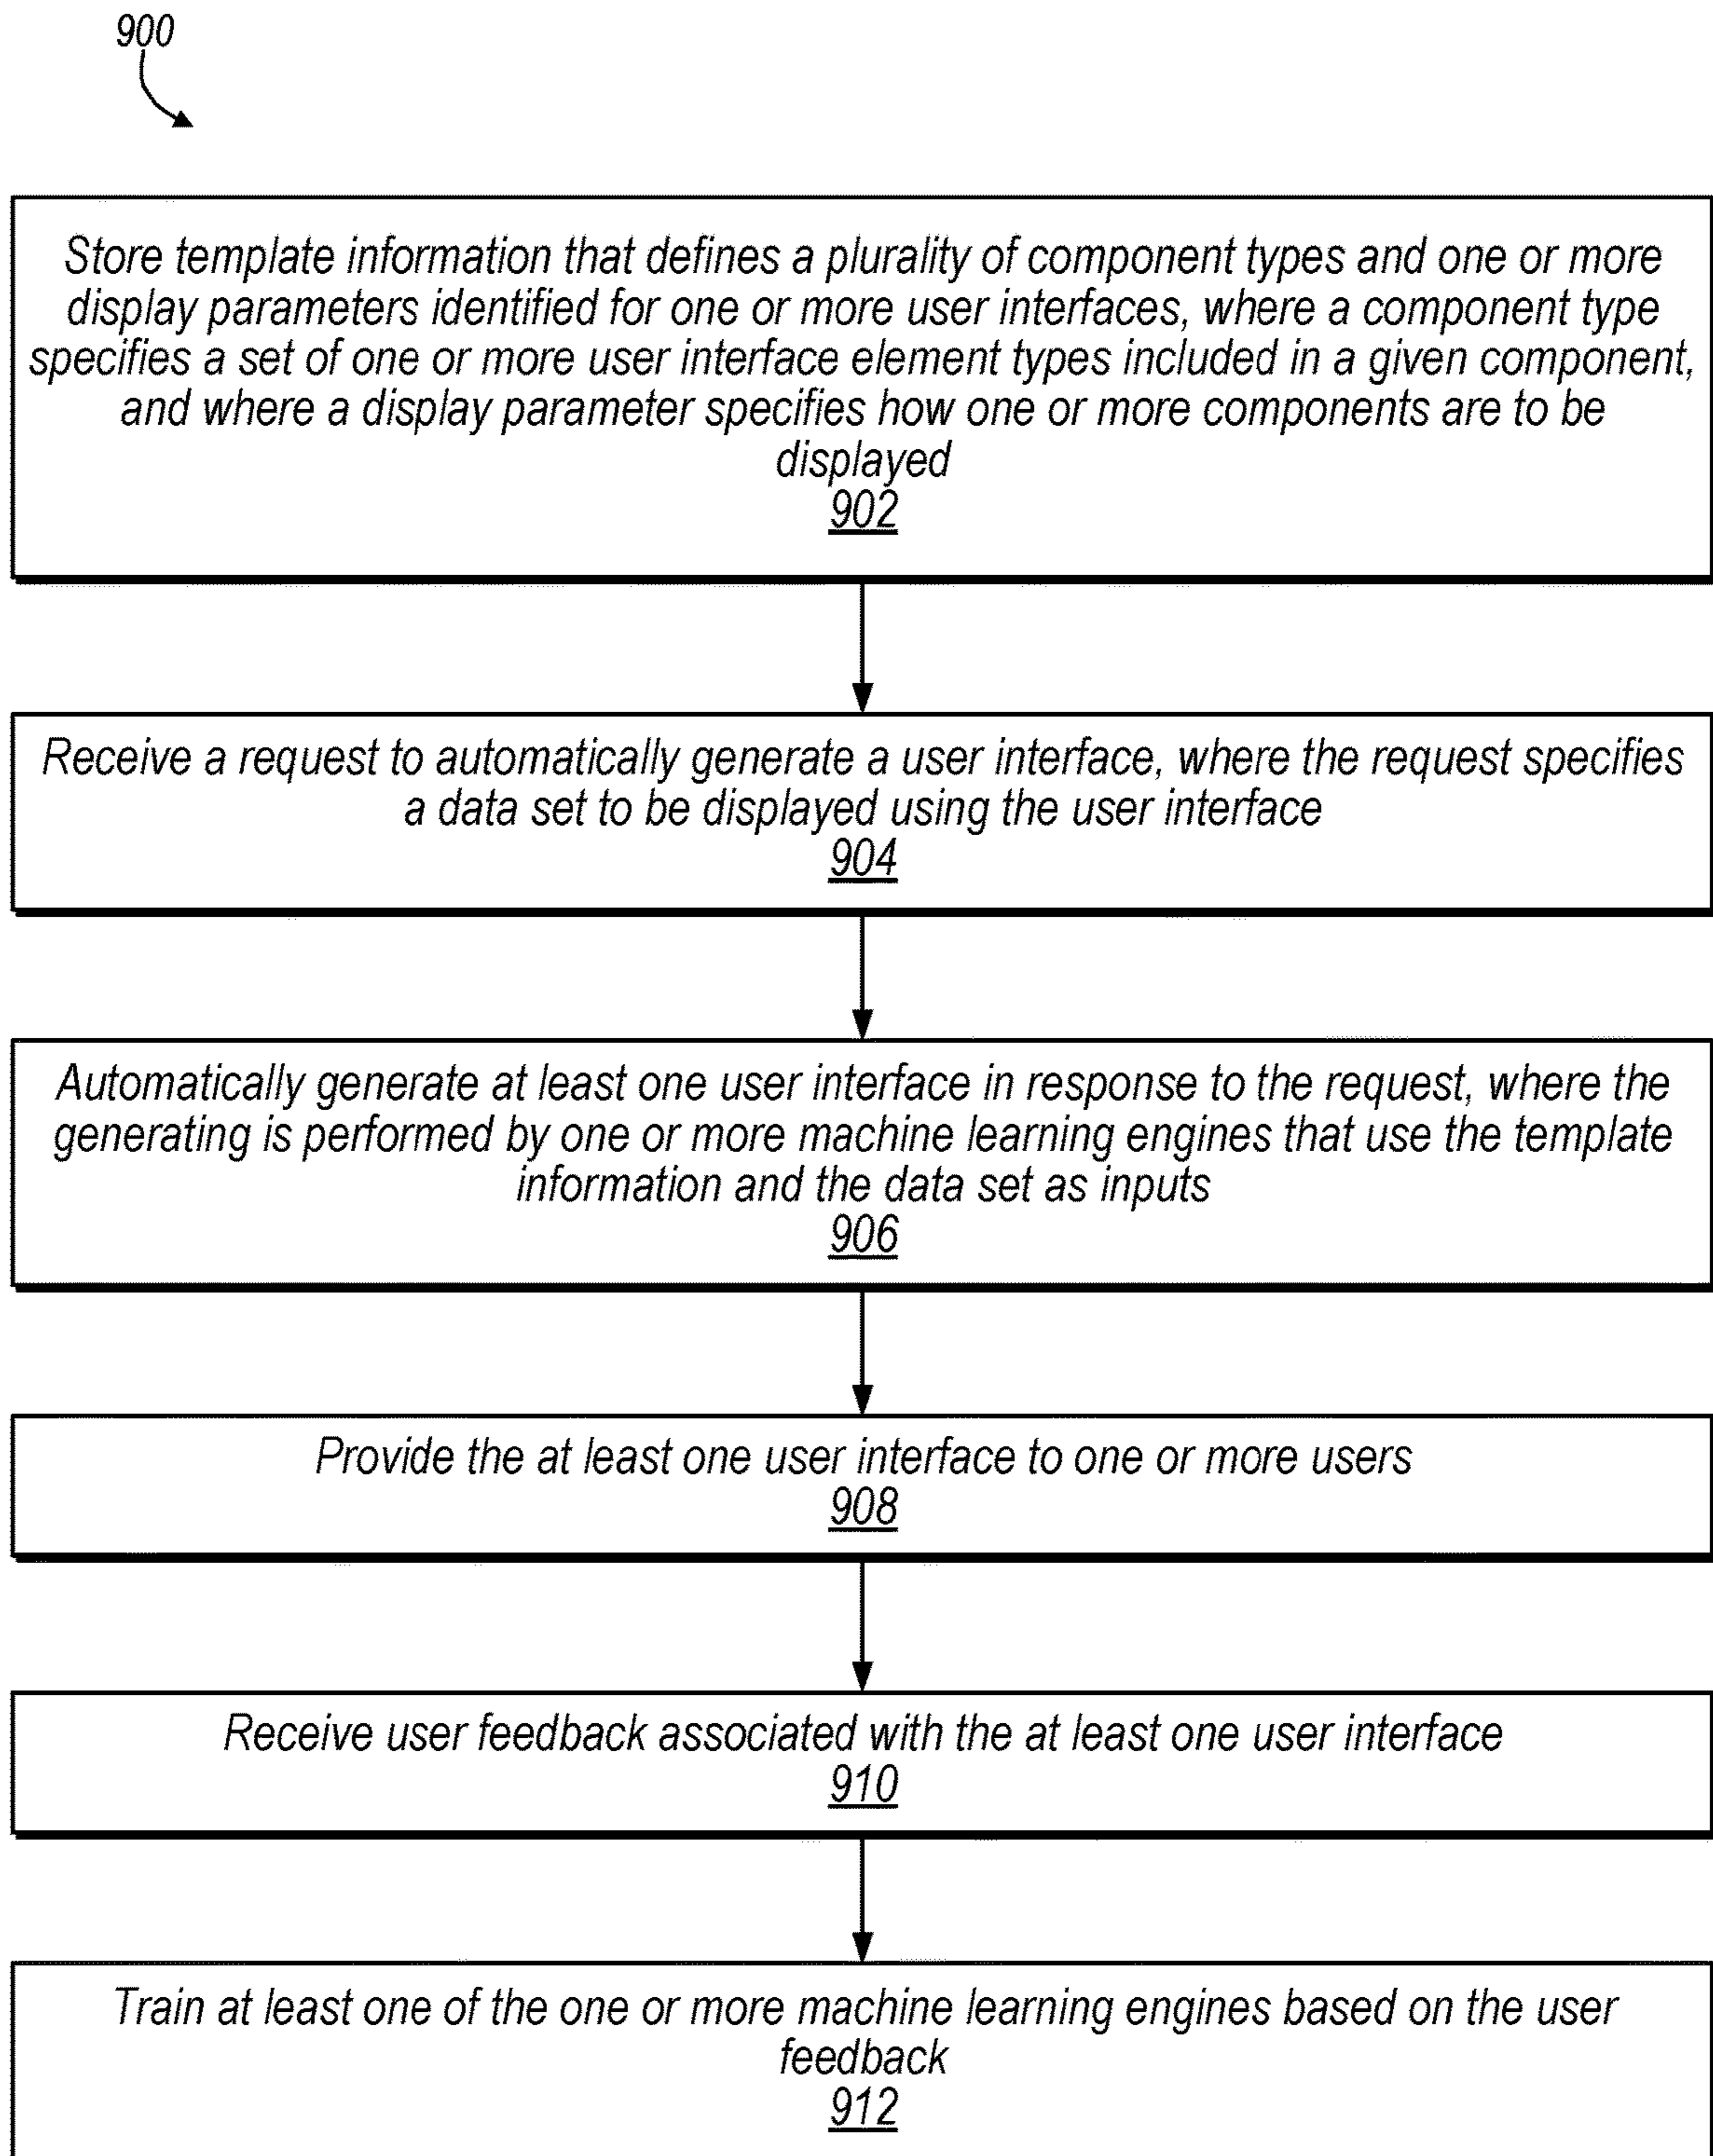 900
Store template information that defines a plurality of component types and one or more
display parameters identified for one or more user interfaces, where a component type
specifies a set of one or more user interface element types included in a given component,
and where a display parameter specifies how one or more components are to be
displayed
902
Receive a request to automatically generate a user interface, where the request specifies
a data set to be displayed using the user interface
904
Automatically generate at least one user interface in response to the request, where the
generating is performed by one or more machine learning engines that use the template
information and the data set as inputs
906
Provide the at least one user interface to one or more users
908
Receive user feedback associated with the at least one user interface
910
Train at least one of the one or more machine learning engines based on the user
feedback
912